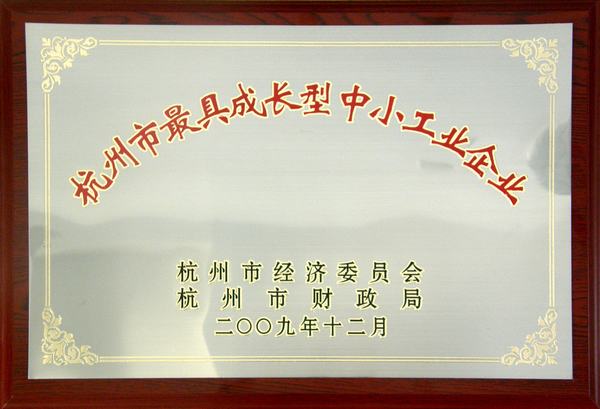 杭州市最具成长型中小工业企业
杭州市经济委员会
杭州市财政局
二〇〇九年十二月